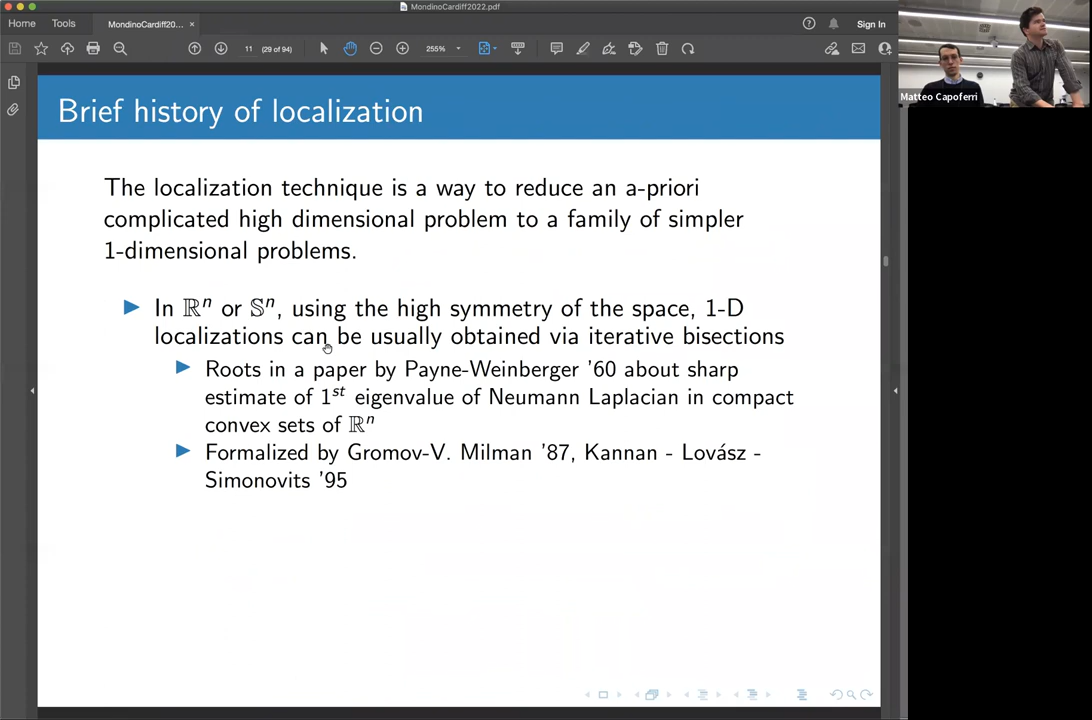 MondinoCardiff2022.pdf
Home Tools MondinoCardiff20... × Sign In
11 (29 of 94) 255%
Matteo Capoferri
Brief history of localization
The localization technique is a way to reduce an a-priori
complicated high dimensional problem to a family of simpler
1-dimensional problems.
In ℝⁿ or 𝕊ⁿ, using the high symmetry of the space, 1-D
localizations can be usually obtained via iterative bisections
Roots in a paper by Payne-Weinberger '60 about sharp
estimate of 1ˢᵗ eigenvalue of Neumann Laplacian in compact
convex sets of ℝⁿ
Formalized by Gromov-V. Milman '87, Kannan - Lovász -
Simonovits '95